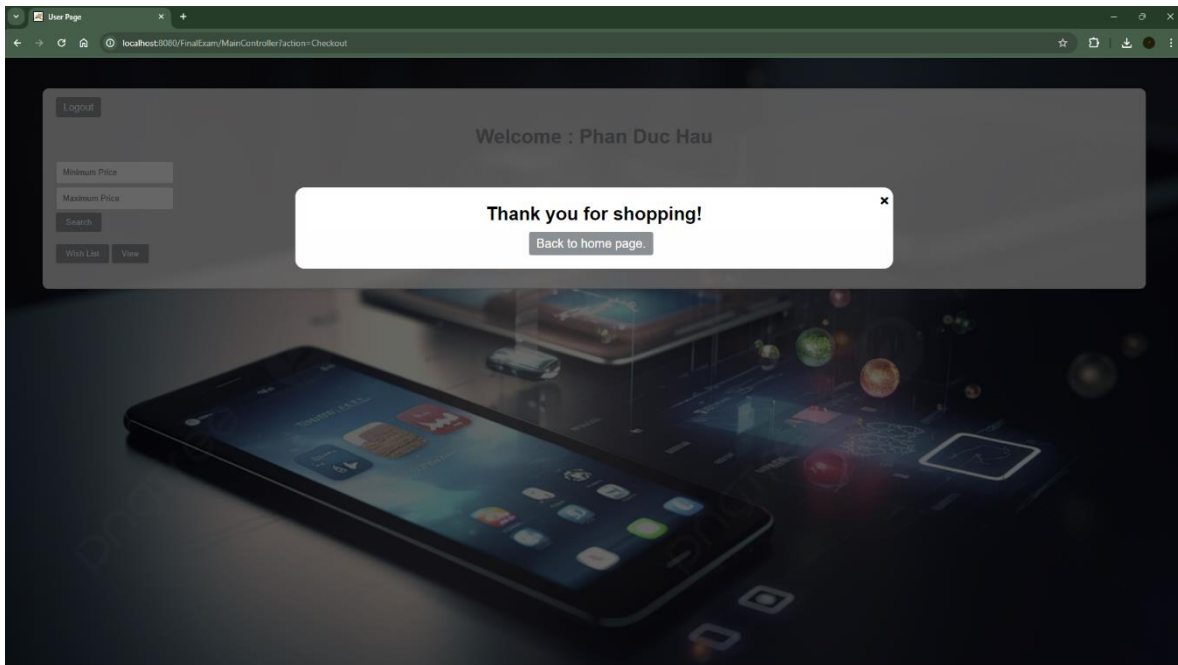 User Page
localhost:8080/FinalExam/MainController?action=Checkout
Logout
Welcome : Phan Duc Hau
Minimum Price
Maximum Price
Search
Wish List View
Thank you for shopping!
Back to home page.